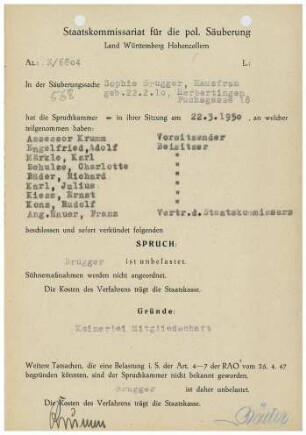 Staatskommissariat für die pol. Säuberung
Land Württemberg Hohenzollern
Az.: X/6804 L:
In der Säuberungssache Sophie Brugger, Hausfrau
geb.22.2.10, Herbertingen,
568 Fuchsgasse 18
hat die Spruchkammer — in ihrer Sitzung am 22.3.1950, an welcher
teilgenommen haben:
Assessor Krumm Vorsitzender
Engelfried, Adolf Beisitzer
Märkle, Karl "
Schulze, Charlotte "
Bäder, Richard "
Karl, Julius "
Kiess, Ernst "
Konz, Rudolf "
Ang. Bauer, Franz Vertr.d.Staatskommissars
beschlossen und sofort verkündet folgenden
SPRUCH:
Brugger ist unbelastet.
Sühnemaßnahmen werden nicht angeordnet.
Die Kosten des Verfahrens trägt die Staatskasse.
Gründe:
Keinerlei Mitgliedschaft
Weitere Tatsachen, die eine Belastung i. S. der Art. 4—7 der RAO vom 26. 4. 47
begründen könnten, sind der Spruchkammer nicht bekannt geworden.
Brugger ist daher unbelastet.
Die Kosten des Verfahrens trägt die Staatskasse.
Krumm